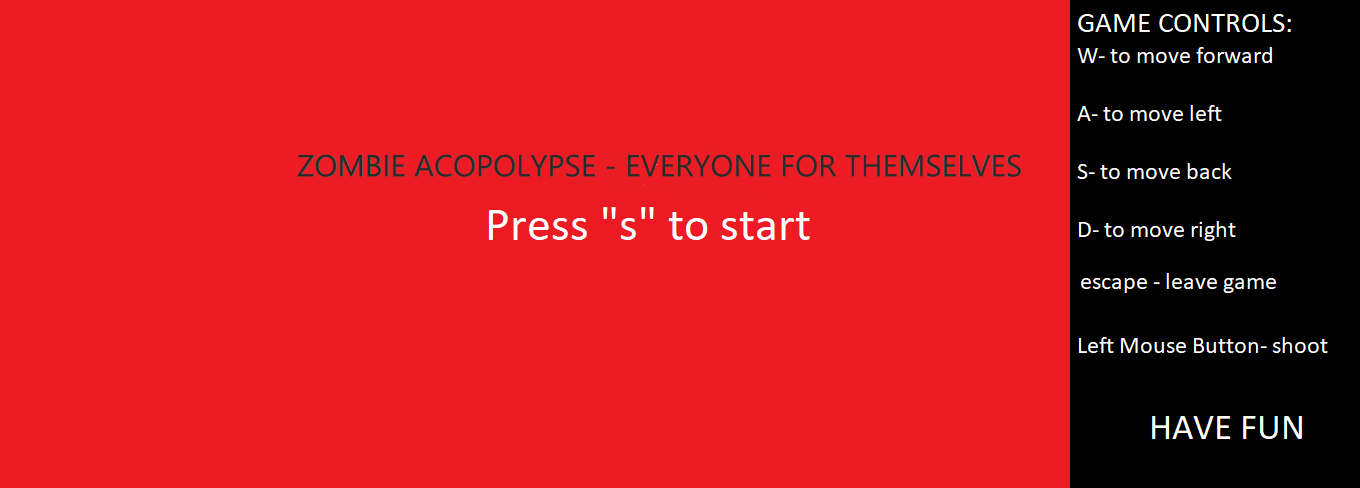 ZOMBIE ACOPOLYPSE - EVERYONE FOR THEMSELVES
Press "s" to start
GAME CONTROLS:
W- to move forward
A- to move left
S- to move back
D- to move right
escape - leave game
Left Mouse Button- shoot
HAVE FUN